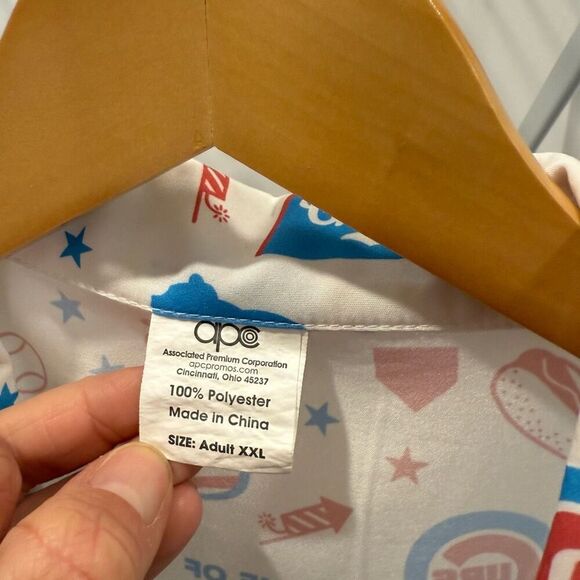 apc
Associated Premium Corporation
apcpromos.com
Cincinnati, Ohio 45237
100% Polyester
Made in China
SIZE: Adult XXL